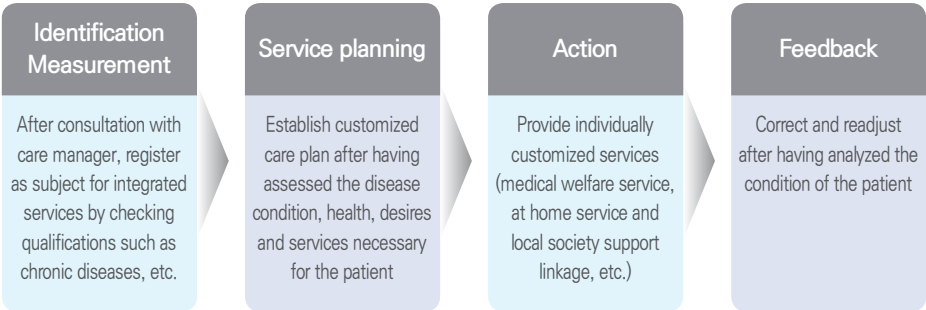 Identification
Measurement
After consultation with
care manager, register
as subject for integrated
services by checking
qualifications such as
chronic diseases, etc.
Service planning
Establish customized
care plan after having
assessed the disease
condition, health, desires
and services necessary
for the patient
Action
Provide individually
customized services
(medical welfare service,
at home service and
local society support
linkage, etc.)
Feedback
Correct and readjust
after having analyzed the
condition of the patient